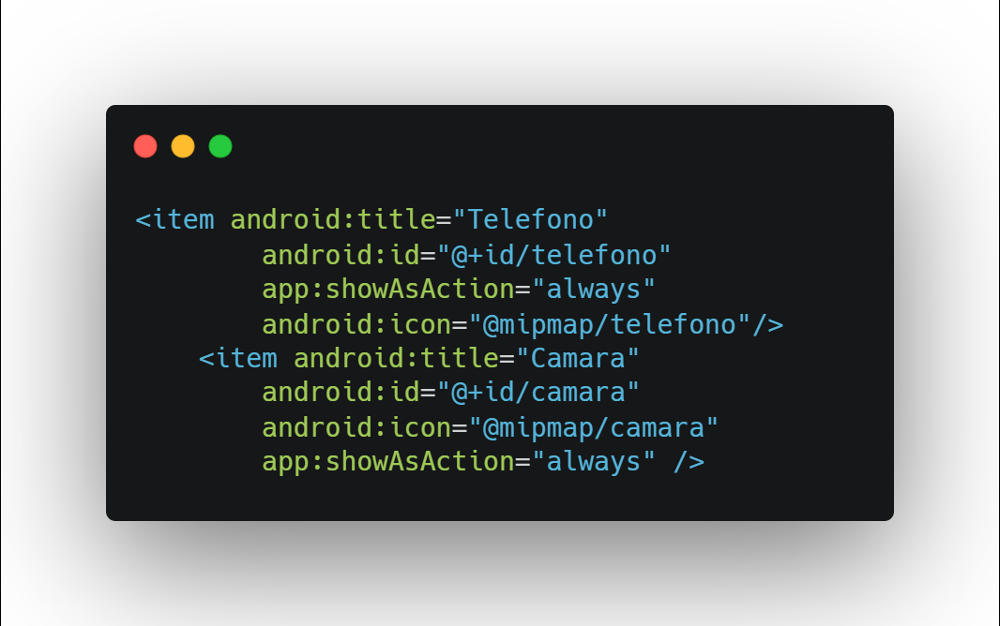 <item android:title="Telefono"
android:id="@+id/telefono"
app:showAsAction="always"
android:icon="@mipmap/telefono"/>
<item android:title="Camara"
android:id="@+id/camara"
android:icon="@mipmap/camara"
app:showAsAction="always" />